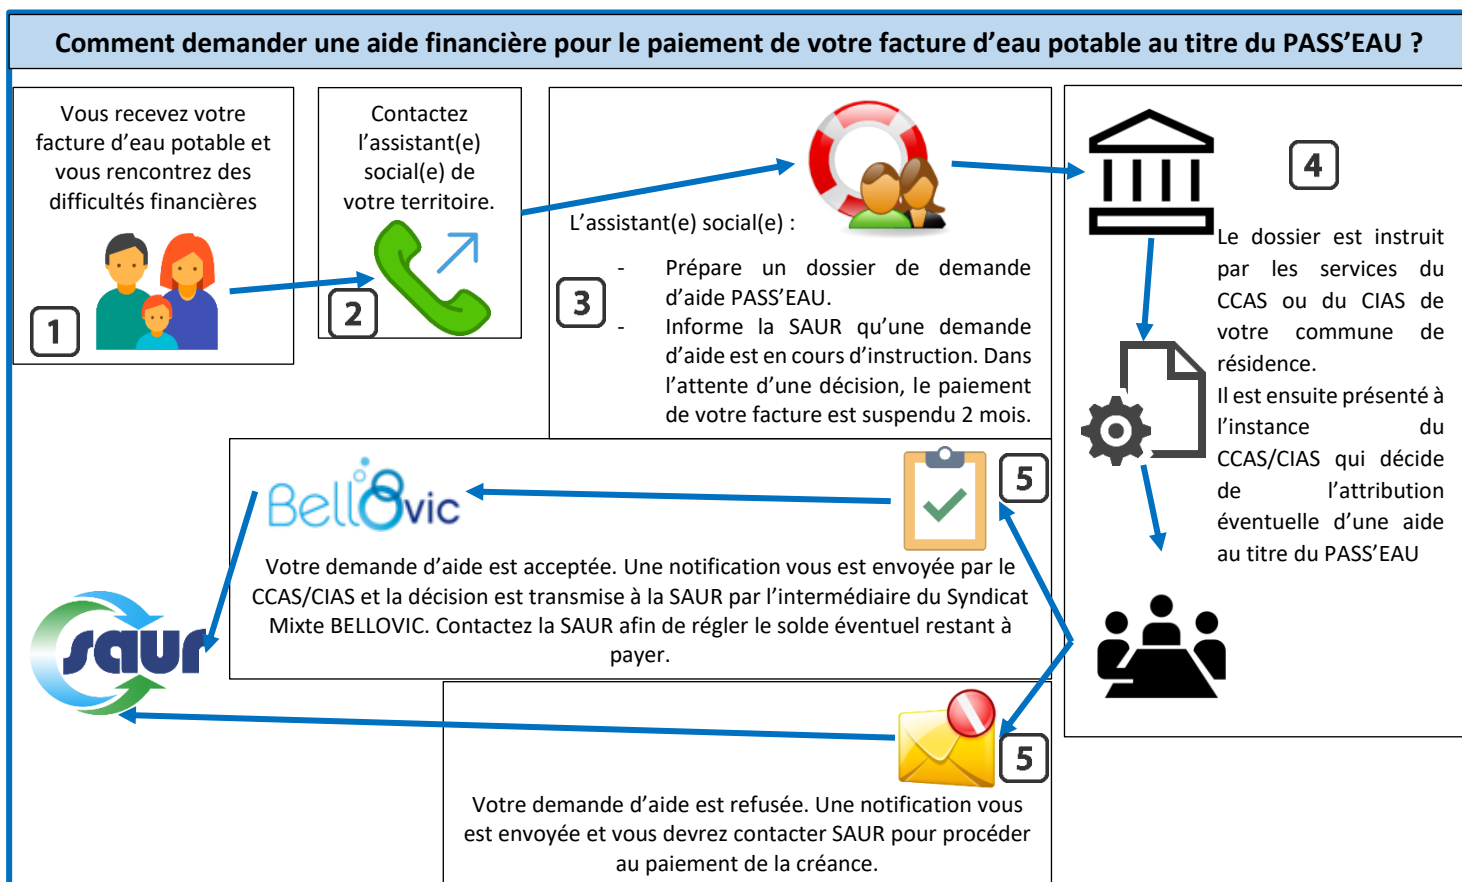 Comment demander une aide financière pour le paiement de votre facture d’eau potable au titre du PASS’EAU ?
Vous recevez votre
facture d’eau potable et
vous rencontrez des
difficultés financières
1
Contactez
l’assistant(e)
social(e) de
votre territoire.
2
L’assistant(e) social(e) :
3
- Prépare un dossier de demande
d’aide PASS’EAU.
- Informe la SAUR qu’une demande
d’aide est en cours d’instruction. Dans
l’attente d’une décision, le paiement
de votre facture est suspendu 2 mois.
4
Le dossier est instruit
par les services du
CCAS ou du CIAS de
votre commune de
résidence.
Il est ensuite présenté à
l’instance du
CCAS/CIAS qui décide
de l’attribution
éventuelle d’une aide
au titre du PASS’EAU
Bellovic
5
Votre demande d’aide est acceptée. Une notification vous est envoyée par le
CCAS/CIAS et la décision est transmise à la SAUR par l’intermédiaire du Syndicat
Mixte BELLOVIC. Contactez la SAUR afin de régler le solde éventuel restant à
payer.
saur
5
Votre demande d’aide est refusée. Une notification vous
est envoyée et vous devrez contacter SAUR pour procéder
au paiement de la créance.